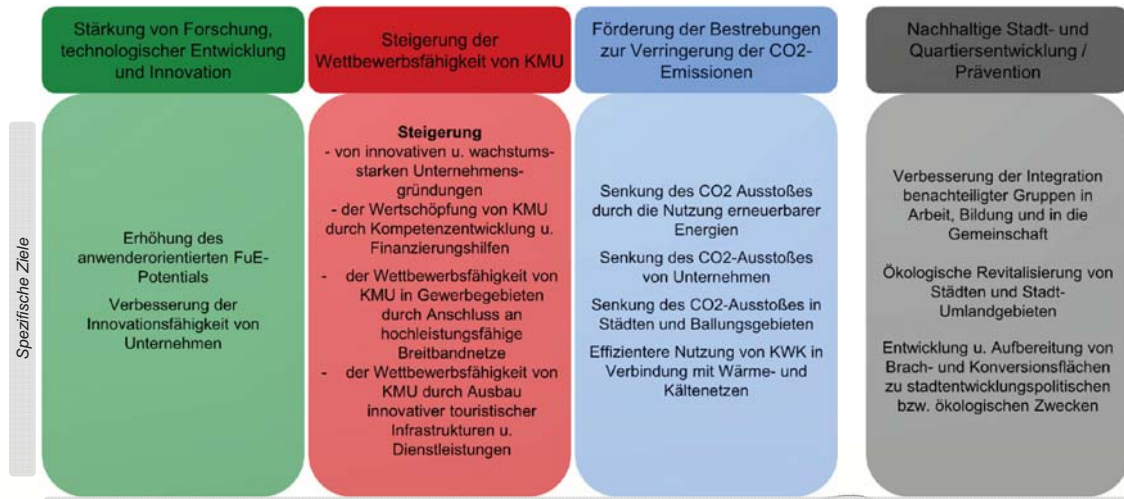 Stärkung von Forschung,
technologischer Entwicklung
und Innovation
Steigerung der
Wettbewerbsfähigkeit von KMU
Förderung der Bestrebungen
zur Verringerung der CO2-
Emissionen
Nachhaltige Stadt- und
Quartiersentwicklung /
Prävention
Spezifische Ziele
Erhöhung des
anwenderorientierten FuE-
Potentials
Verbesserung der
Innovationsfähigkeit von
Unternehmen
Steigerung
- von innovativen u. wachstums-
starken Unternehmens-
gründungen
- der Wertschöpfung von KMU
durch Kompetenzentwicklung u.
Finanzierungshilfen
- der Wettbewerbsfähigkeit von
KMU in Gewerbegebieten
durch Anschluss an
hochleistungsfähige
Breitbandnetze
- der Wettbewerbsfähigkeit von
KMU durch Ausbau
innovativer touristischer
Infrastrukturen u.
Dienstleistungen
Senkung des CO2 Ausstoßes
durch die Nutzung erneuerbarer
Energien
Senkung des CO2-Ausstoßes
von Unternehmen
Senkung des CO2-Ausstoßes in
Städten und Ballungsgebieten
Effizientere Nutzung von KWK in
Verbindung mit Wärme- und
Kältenetzen
Verbesserung der Integration
benachteiligter Gruppen in
Arbeit, Bildung und in die
Gemeinschaft
Ökologische Revitalisierung von
Städten und Stadt-
Umlandgebieten
Entwicklung u. Aufbereitung von
Brach- und Konversionsflächen
zu stadtentwicklungspolitischen
bzw. ökologischen Zwecken